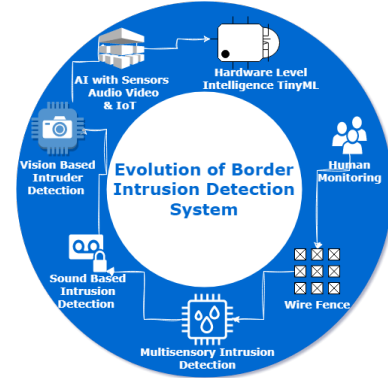 AI with Sensors
Audio Video
& IoT
Hardware Level
Intelligence TinyML
Vision Based
Intruder
Detection
Evolution of Border
Intrusion Detection
System
Human
Monitoring
Sound Based
Intrusion
Detection
Wire Fence
Multisensory Intrusion
Detection